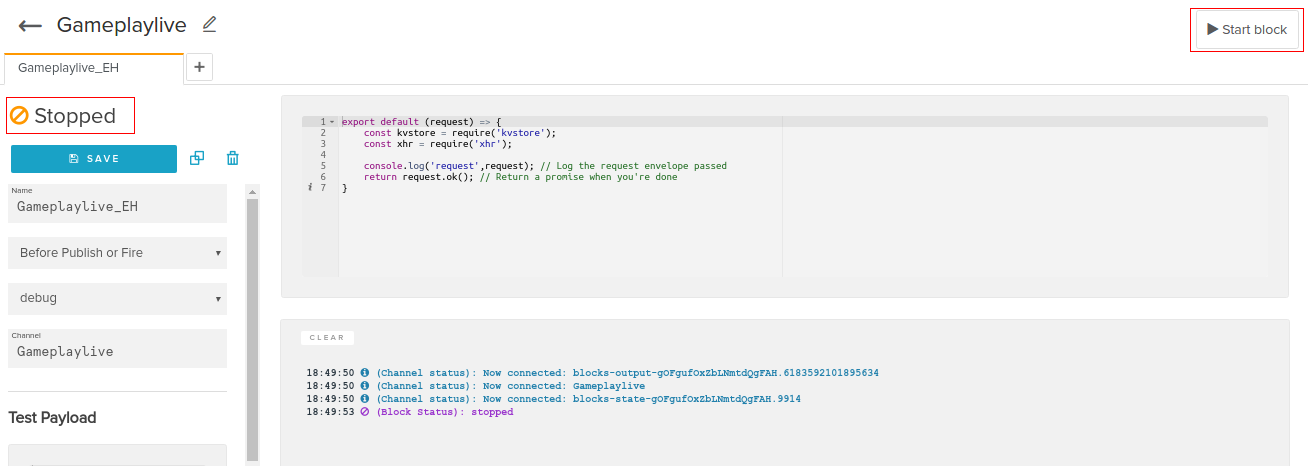 Gameplaylive
Start block
Gameplaylive_EH
+
Stopped
SAVE
Name
Gameplaylive_EH
Before Publish or Fire
debug
Channel
Gameplaylive
Test Payload
1 export default (request) => {
2 const kvstore = require('kvstore');
3 const xhr = require('xhr');
4
5 console.log('request',request); // Log the request envelope passed
6 return request.ok(); // Return a promise when you're done
i 7 }
CLEAR
18:49:50 (Channel status): Now connected: blocks-output-gOFgufOxZbLNmtdQgFAH.6183592101895634
18:49:50 (Channel status): Now connected: Gameplaylive
18:49:50 (Channel status): Now connected: blocks-state-gOFgufOxZbLNmtdQgFAH.9914
18:49:53 (Block Status): stopped